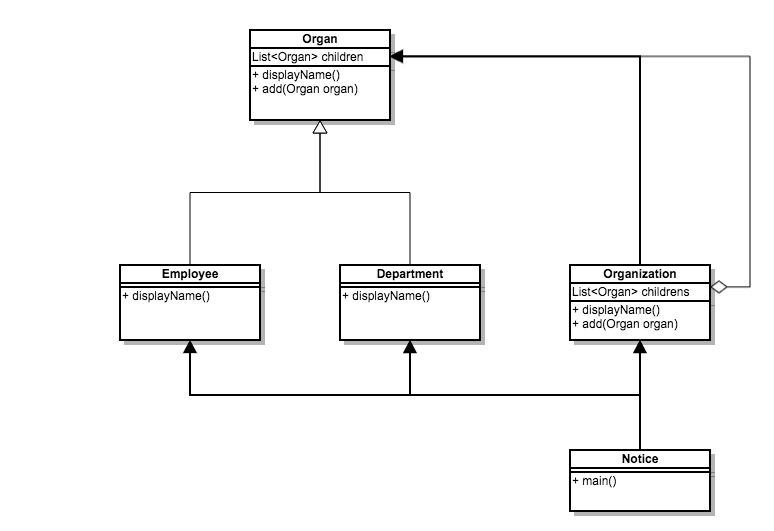 Organ
List<Organ> children
+ displayName()
+ add(Organ organ)
Employee
+ displayName()
Department
+ displayName()
Organization
List<Organ> childrens
+ displayName()
+ add(Organ organ)
Notice
+ main()